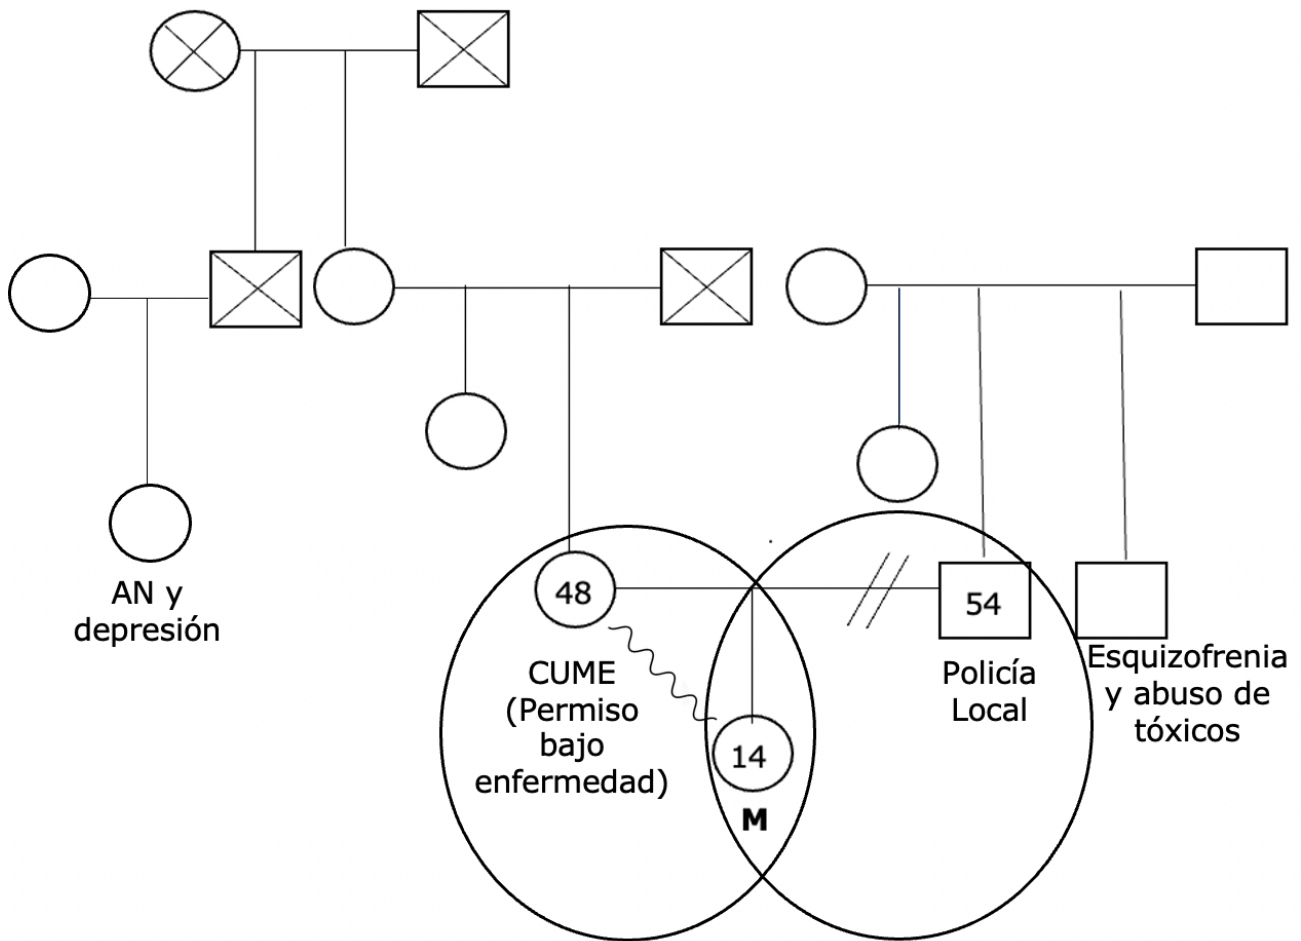 AN y
depresión
48
CUME
(Permiso
bajo
enfermedad)
14
M
54
Policía
Local
Esquizofrenia
y abuso de
tóxicos